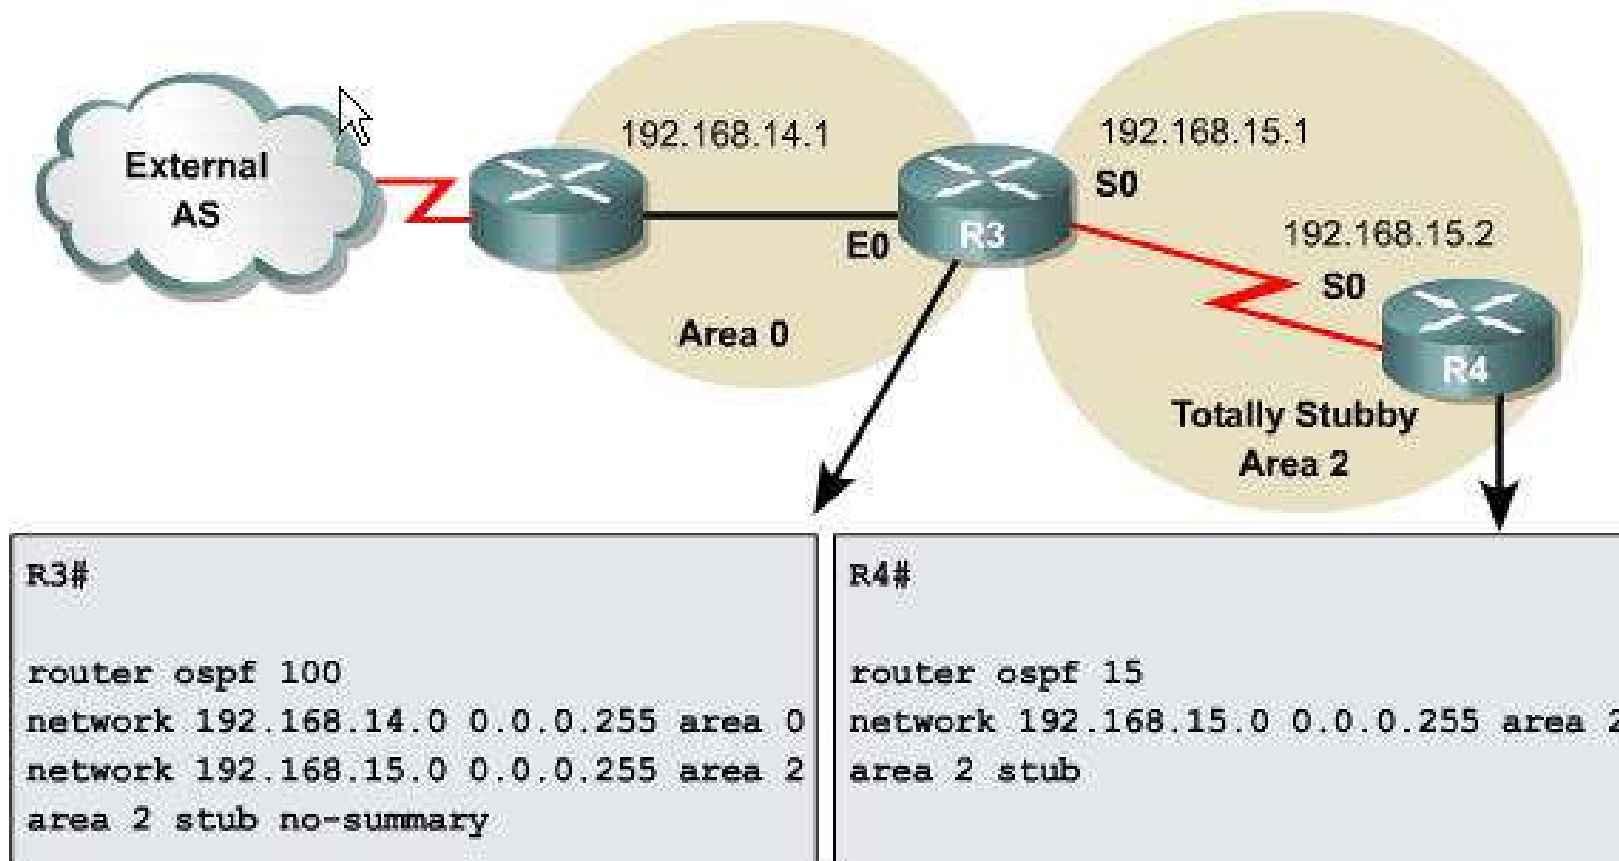 External
AS
192.168.14.1
192.168.15.1
S0
192.168.15.2
S0
E0
R3
R4
Area 0
Totally Stubby
Area 2
R3#
router ospf 100
network 192.168.14.0 0.0.0.255 area 0
network 192.168.15.0 0.0.0.255 area 2
area 2 stub no-summary
R4#
router ospf 15
network 192.168.15.0 0.0.0.255 area 2
area 2 stub